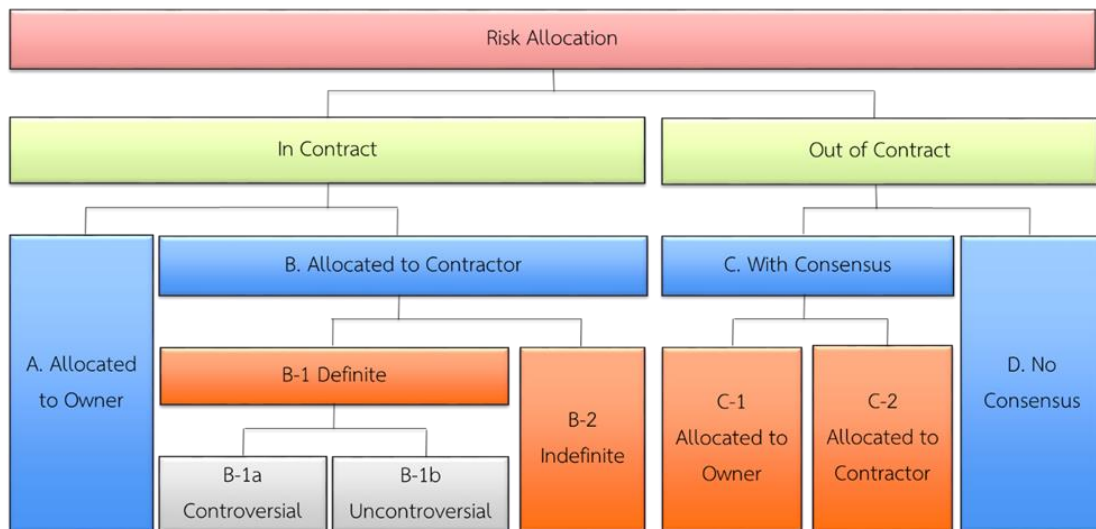 Risk Allocation
In Contract
Out of Contract
A. Allocated
to Owner
B. Allocated to Contractor
C. With Consensus
D. No
Consensus
B-1 Definite
B-2
Indefinite
C-1
Allocated to
Owner
C-2
Allocated to
Contractor
B-1a
Controversial
B-1b
Uncontroversial